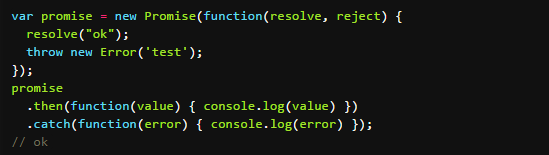 var promise = new Promise(function(resolve, reject) {
  resolve("ok");
  throw new Error('test');
});
promise
  .then(function(value) { console.log(value) })
  .catch(function(error) { console.log(error) });
// ok